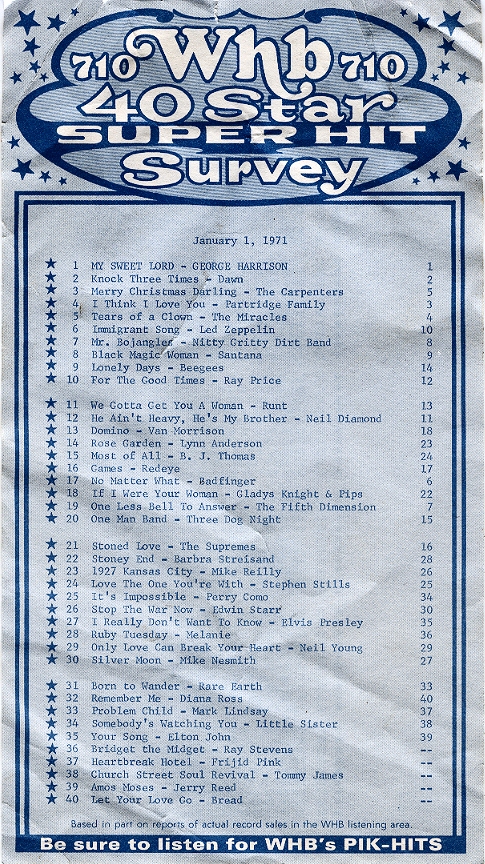 710 Whb 710
40 Star
SUPER HIT
Survey
January 1, 1971
★ 1 MY SWEET LORD - GEORGE HARRISON 1
★ 2 Knock Three Times - Dawn 2
★ 3 Merry Christmas Darling - The Carpenters 5
★ 4 I Think I Love You - Partridge Family 3
★ 5 Tears of a Clown - The Miracles 4
★ 6 Immigrant Song - Led Zeppelin 10
★ 7 Mr. Bojangles - Nitty Gritty Dirt Band 8
★ 8 Black Magic Woman - Santana 9
★ 9 Lonely Days - Beegees 14
★ 10 For The Good Times - Ray Price 12
★ 11 We Gotta Get You A Woman - Runt 13
★ 12 He Ain't Heavy, He's My Brother - Neil Diamond 11
★ 13 Domino - Van Morrison 18
★ 14 Rose Garden - Lynn Anderson 23
★ 15 Most of All - B. J. Thomas 24
★ 16 Games - Redeye 17
★ 17 No Matter What - Badfinger 6
★ 18 If I Were Your Woman - Gladys Knight & Pips 22
★ 19 One Less Bell To Answer - The Fifth Dimension 7
★ 20 One Man Band - Three Dog Night 15
★ 21 Stoned Love - The Supremes 16
★ 22 Stoney End - Barbra Streisand 28
★ 23 1927 Kansas City - Mike Reilly 26
★ 24 Love The One You're With - Stephen Stills 25
★ 25 It's Impossible - Perry Como 34
★ 26 Stop The War Now - Edwin Starr 30
★ 27 I Really Don't Want To Know - Elvis Presley 35
★ 28 Ruby Tuesday - Melanie 36
★ 29 Only Love Can Break Your Heart - Neil Young 29
★ 30 Silver Moon - Mike Nesmith 27
★ 31 Born to Wander - Rare Earth 33
★ 32 Remember Me - Diana Ross 40
★ 33 Problem Child - Mark Lindsay 37
★ 34 Somebody's Watching You - Little Sister 38
★ 35 Your Song - Elton John 39
★ 36 Bridget the Midget - Ray Stevens --
★ 37 Heartbreak Hotel - Frijid Pink --
★ 38 Church Street Soul Revival - Tommy James --
★ 39 Amos Moses - Jerry Reed --
★ 40 Let Your Love Go - Bread --
Based in part on reports of actual record sales in the WHB listening area.
Be sure to listen for WHB's PIK-HITS